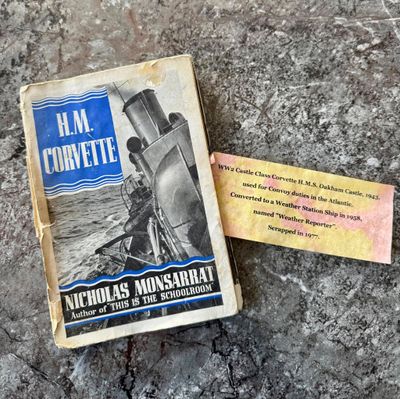 H.M.
CORVETTE
NICHOLAS MONSARRAT
Author of "THIS IS THE SCHOOLROOM"
WW2 Castle Class Corvette H.M.S. Oakham Castle, 1943,
used for Convoy duties in the Atlantic.
Converted to a Weather Station Ship in 1958,
named "Weather Reporter".
Scrapped in 1977.